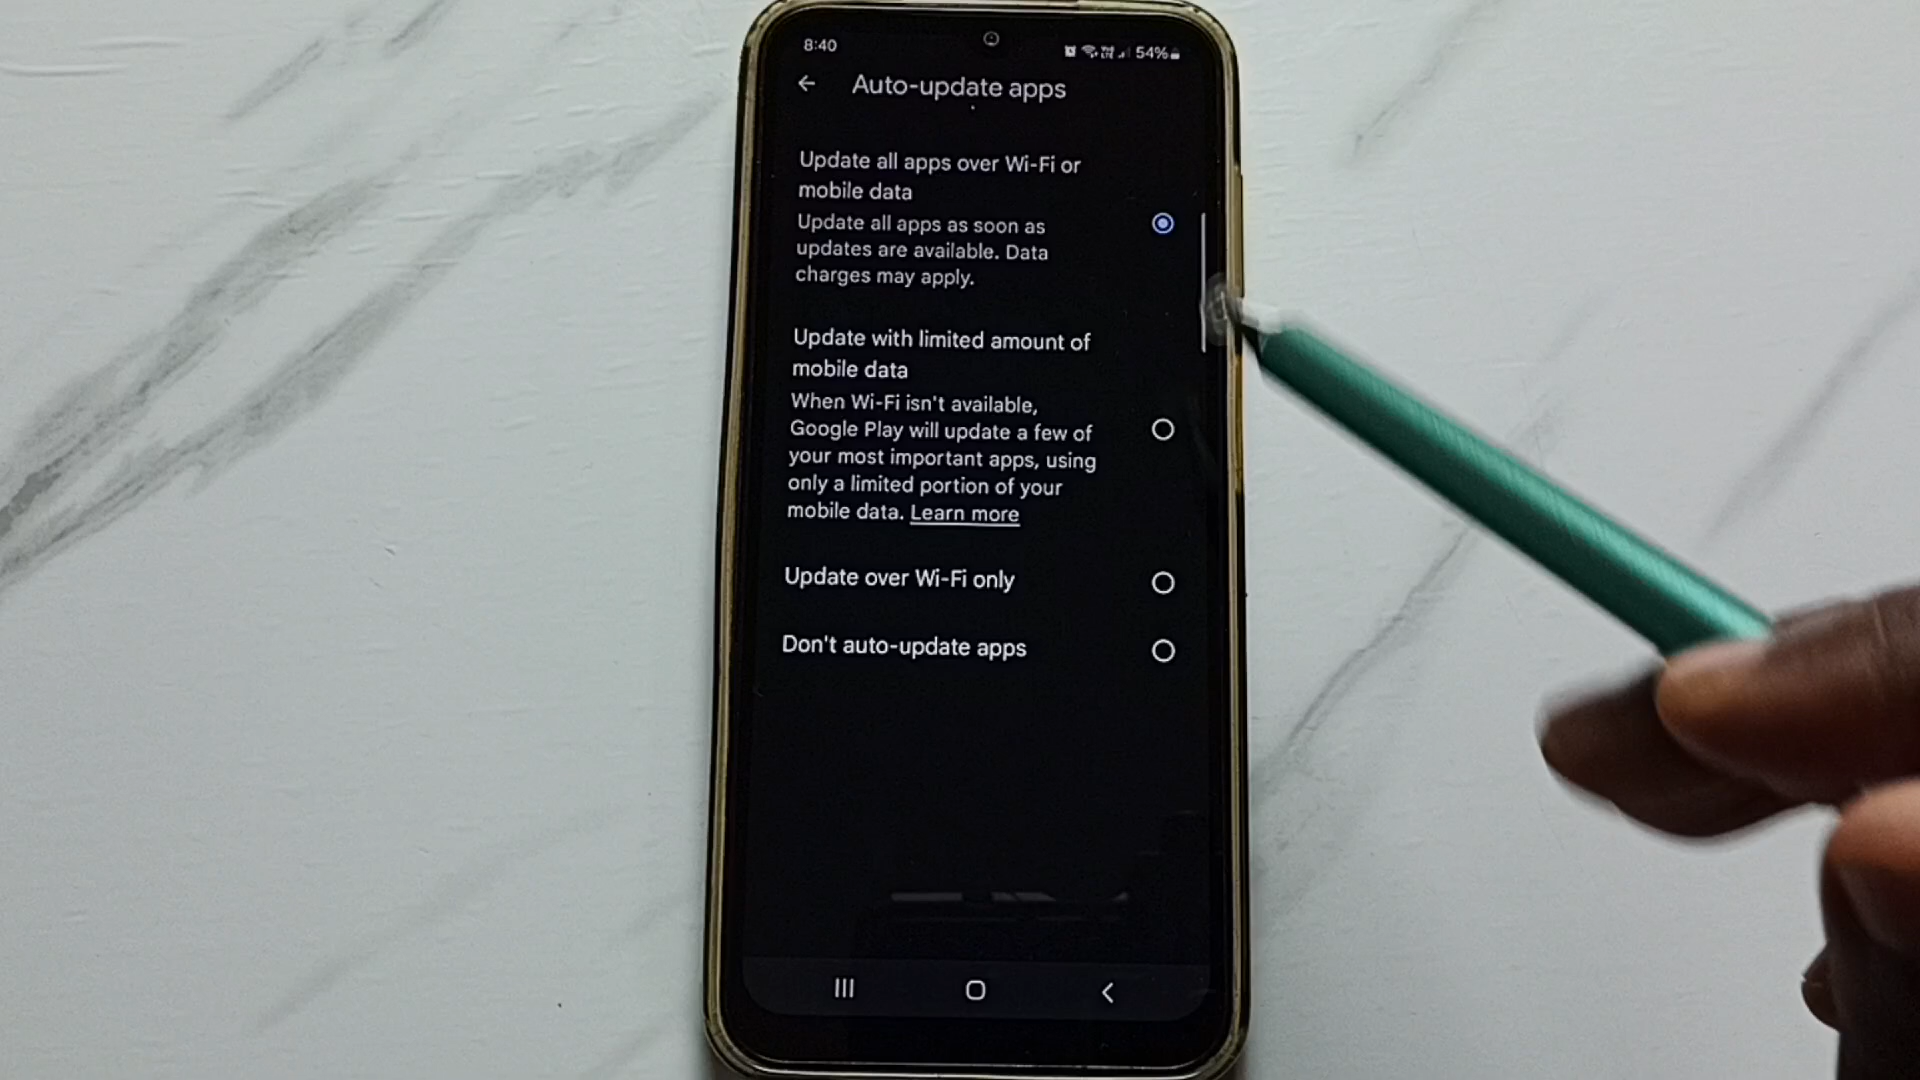 8:40
54%
Auto-update apps
Update all apps over Wi-Fi or
mobile data
Update all apps as soon as
updates are available. Data
charges may apply.
Update with limited amount of
mobile data
When Wi-Fi isn't available,
Google Play will update a few of
your most important apps, using
only a limited portion of your
mobile data. Learn more
Update over Wi-Fi only
Don't auto-update apps